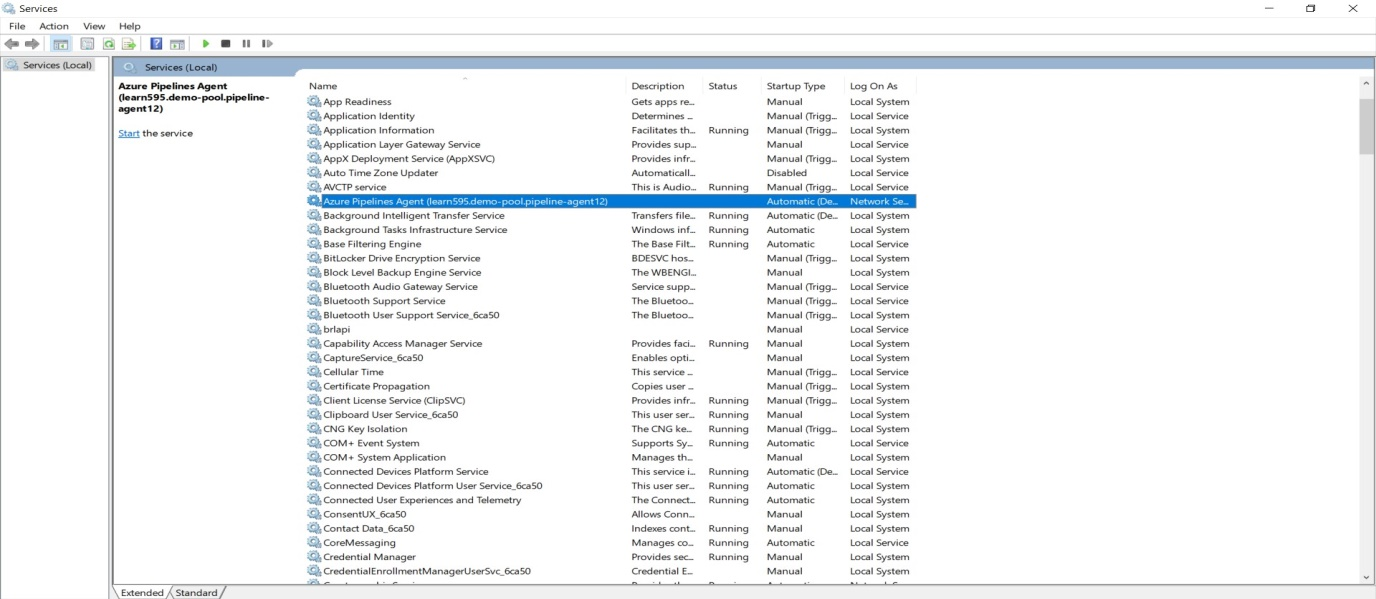 Services
File Action View Help
Services (Local)
Services (Local)
Azure Pipelines Agent
(learn595.demo-pool.pipeline-
agent12)
Start the service
Name Description Status Startup Type Log On As
App Readiness Gets apps re... Manual Local System
Application Identity Determines ... Manual (Trigg... Local Service
Application Information Facilitates th... Running Manual (Trigg... Local System
Application Layer Gateway Service Provides sup... Manual Local Service
AppX Deployment Service (AppXSVC) Provides infr... Manual (Trigg... Local System
Auto Time Zone Updater Automaticall... Disabled Local Service
AVCTP service This is Audio... Running Manual (Trigg... Local Service
Azure Pipelines Agent (learn595.demo-pool.pipeline-agent12) Automatic (De... Network Se...
Background Intelligent Transfer Service Transfers file... Running Automatic (De... Local System
Background Tasks Infrastructure Service Windows inf... Running Automatic Local System
Base Filtering Engine The Base Filt... Running Automatic Local Service
BitLocker Drive Encryption Service BDESVC hos... Manual (Trigg... Local System
Block Level Backup Engine Service The WBENGI... Manual Local System
Bluetooth Audio Gateway Service Service supp... Manual (Trigg... Local Service
Bluetooth Support Service The Bluetoo... Manual (Trigg... Local Service
Bluetooth User Support Service_6ca50 The Bluetoo... Manual (Trigg... Local System
brlapi Manual Local Service
Capability Access Manager Service Provides faci... Running Manual Local System
CaptureService_6ca50 Enables opti... Manual Local System
Cellular Time This service ... Manual (Trigg... Local Service
Certificate Propagation Copies user ... Manual (Trigg... Local System
Client License Service (ClipSVC) Provides infr... Running Manual (Trigg... Local System
Clipboard User Service_6ca50 This user ser... Running Manual Local System
CNG Key Isolation The CNG ke... Running Manual (Trigg... Local System
COM+ Event System Supports Sy... Running Automatic Local Service
COM+ System Application Manages th... Manual Local System
Connected Devices Platform Service This service i... Running Automatic (De... Local Service
Connected Devices Platform User Service_6ca50 This user ser... Running Automatic Local System
Connected User Experiences and Telemetry The Connect... Running Automatic Local System
ConsentUX_6ca50 Allows Conn... Manual Local System
Contact Data_6ca50 Indexes cont... Running Manual Local System
CoreMessaging Manages co... Running Automatic Local Service
Credential Manager Provides sec... Running Manual Local System
CredentialEnrollmentManagerUserSvc_6ca50 Credential E... Manual Local System
Extended Standard